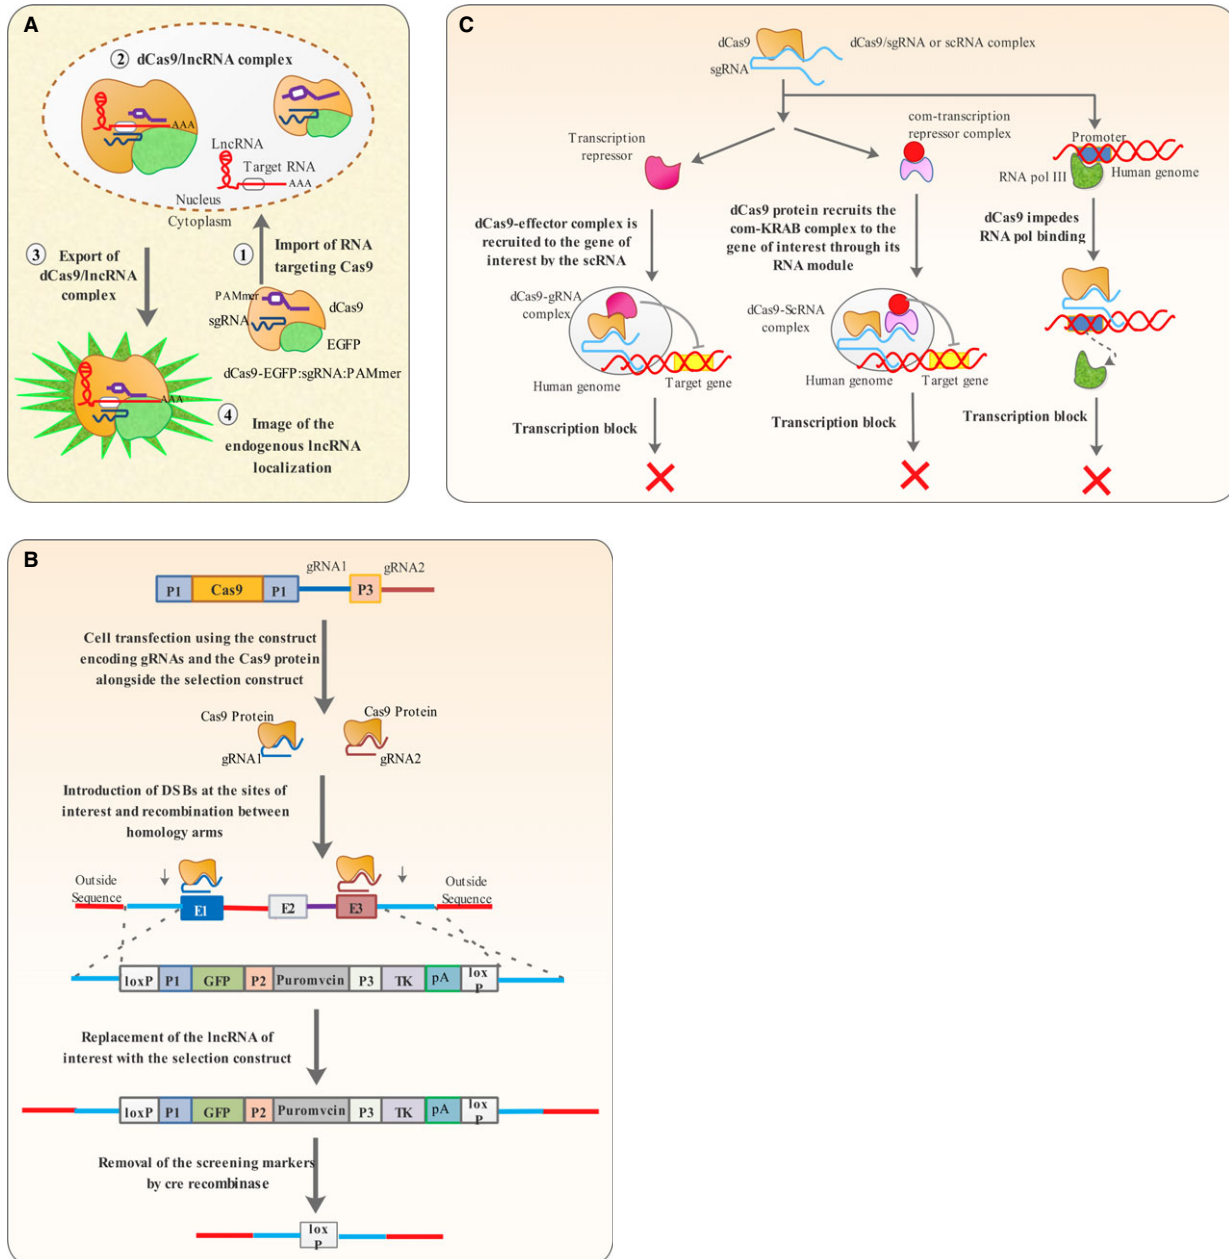 A
2 dCas9/lncRNA complex
AAA
LncRNA
Target RNA
AAA
Nucleus
Cytoplasm
3 Export of
dCas9/lncRNA
complex
1 Import of RNA
targeting Cas9
PAMmer
dCas9
sgRNA
EGFP
dCas9-EGFP:sgRNA:PAMmer
AAA
4 Image of the
endogenous lncRNA
localization
C
dCas9
sgRNA
dCas9/sgRNA or scRNA complex
Transcription
repressor
com-transcription
repressor complex
Promoter
RNA pol III
Human genome
dCas9-effector complex is
recruited to the gene of
interest by the scRNA
dCas9 protein recruits the
com-KRAB complex to the
gene of interest through its
RNA module
dCas9 impedes
RNA pol binding
dCas9-gRNA
complex
Human genome
Target gene
dCas9-ScRNA
complex
Human genome
Target gene
Transcription block
Transcription block
Transcription block
B
P1 Cas9 P1 gRNA1 P3 gRNA2
Cell transfection using the construct
encoding gRNAs and the Cas9 protein
alongside the selection construct
Cas9 Protein
gRNA1
Cas9 Protein
gRNA2
Introduction of DSBs at the sites of
interest and recombination between
homology arms
Outside
Sequence
E1 E2 E3
Outside
Sequence
loxP P1 GFP P2 Puromycin P3 TK pA lox
P
Replacement of the lncRNA of
interest with the selection construct
loxP P1 GFP P2 Puromycin P3 TK pA lox
P
Removal of the screening markers
by cre recombinase
lox
P